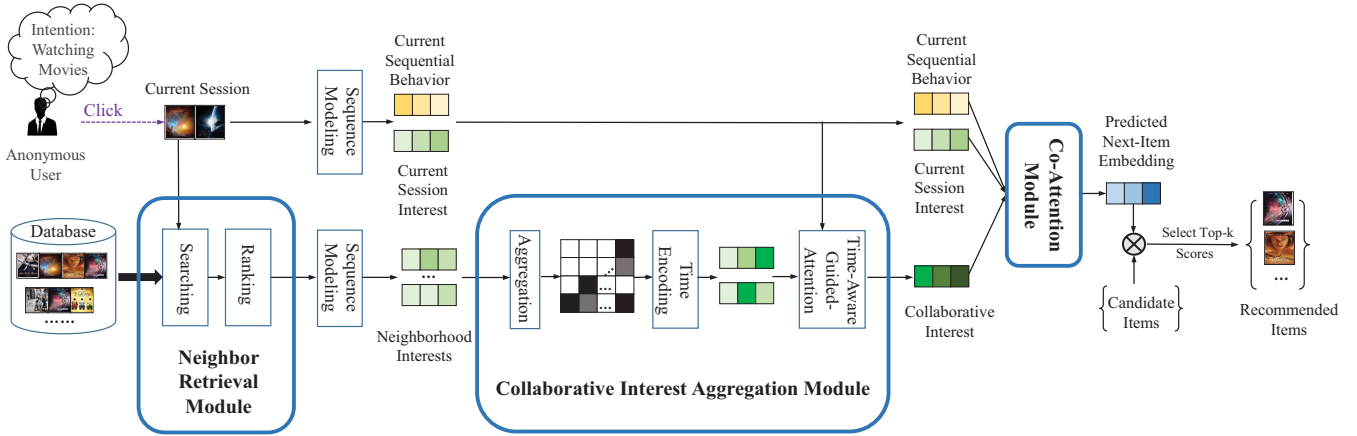 Intention:
Watching
Movies
Click
Anonymous
User
Current Session
Sequence
Modeling
Current
Sequential
Behavior
Current
Session
Interest
Database
......
Searching
Ranking
Neighbor
Retrieval
Module
Sequence
Modeling
...
Neighborhood
Interests
Aggregation
...
...
...
Time
Encoding
Time-Aware
Guided-
Attention
Collaborative Interest Aggregation Module
Current
Sequential
Behavior
Current
Session
Interest
Collaborative
Interest
Co-Attention
Module
Predicted
Next-Item
Embedding
Select Top-k
Scores
Candidate
Items
...
Recommended
Items